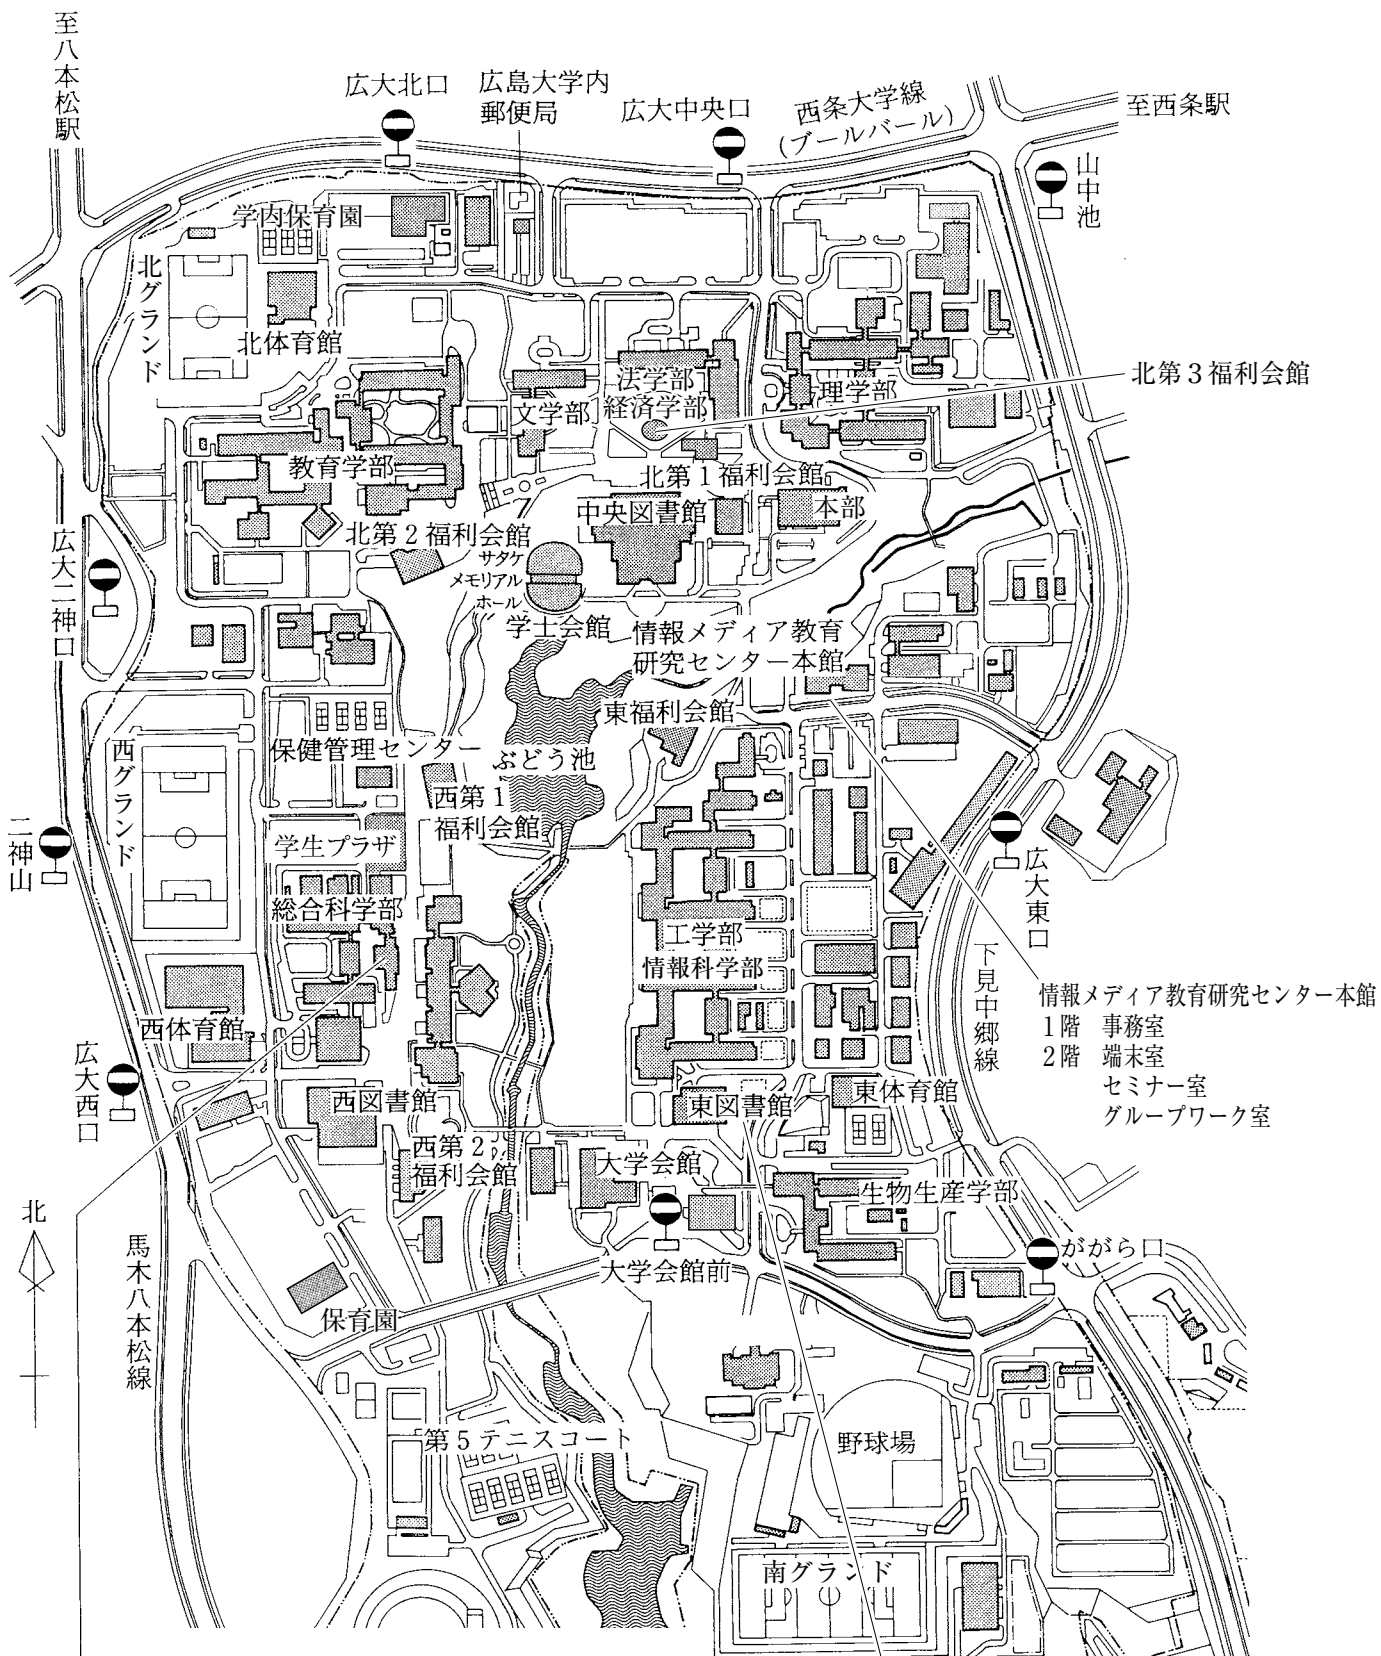 至八本松駅
広大北口
広島大学内
郵便局
広大中央口
西条大学線
(ブールバール)
至西条駅
山中池
学内保育園
北グランド
北体育館
法学部
経済学部
文学部
理学部
北第3福利会館
教育学部
北第1福利会館
中央図書館
本部
北第2福利会館
サタケ
メモリアル
ホール
学士会館
広大二神口
情報メディア教育
研究センター本館
東福利会館
西グランド
保健管理センター
ぶどう池
西第1
福利会館
二神山
学生プラザ
総合科学部
広大東口
工学部
情報科学部
下見中郷線
情報メディア教育研究センター本館
1階 事務室
2階 端末室
セミナー室
グループワーク室
西体育館
広大西口
西図書館
東図書館
東体育館
西第2
福利会館
大学会館
生物生産学部
北
馬木八本松線
ががら口
大学会館前
保育園
第5テニスコート
野球場
南グランド